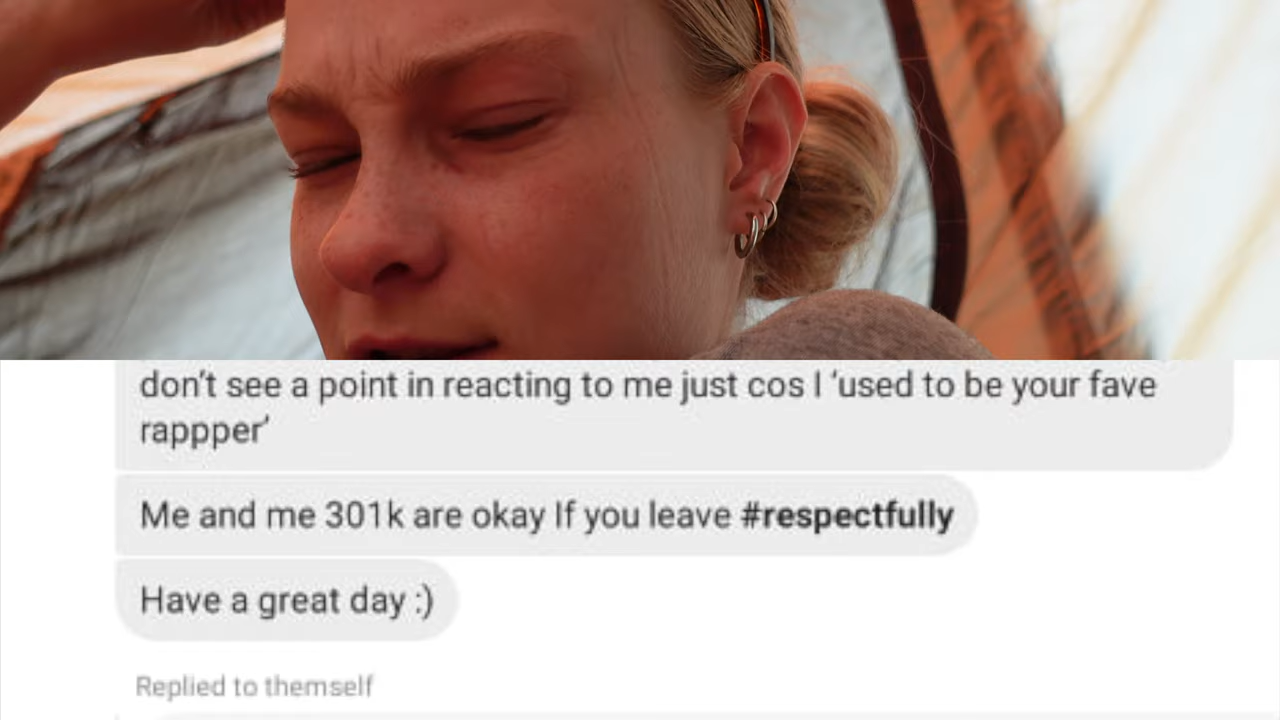 don’t see a point in reacting to me just cos I ‘used to be your fave
rappper’
Me and me 301k are okay If you leave #respectfully
Have a great day :)
Replied to themself